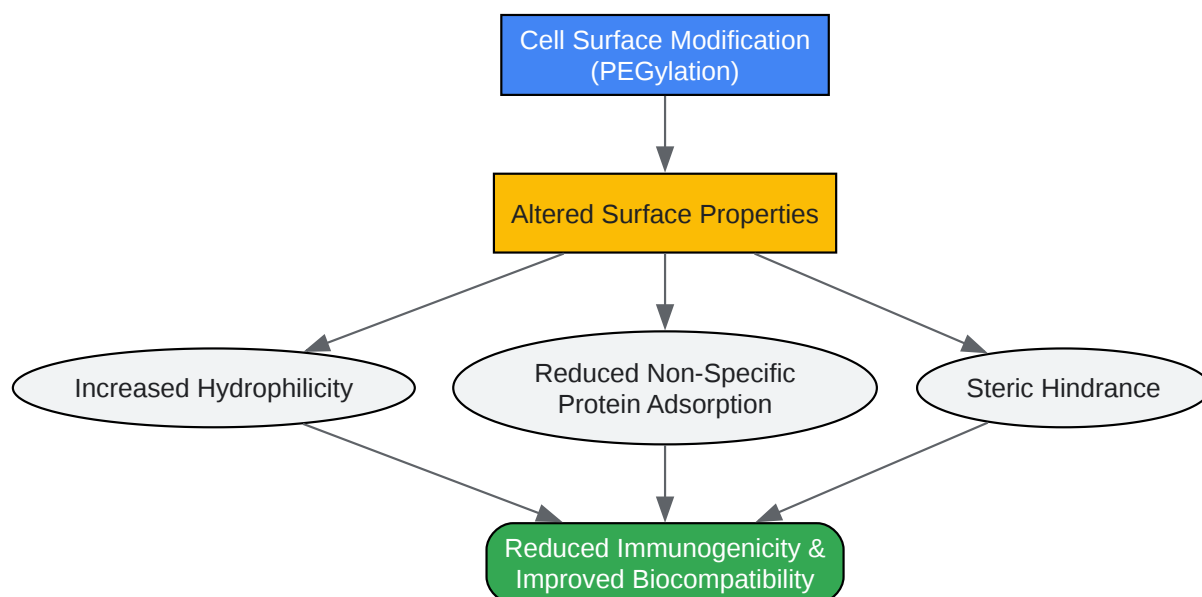 Cell Surface Modification
(PEGylation)
Altered Surface Properties
Increased Hydrophilicity
Reduced Non-Specific
Protein Adsorption
Steric Hindrance
Reduced Immunogenicity &
Improved Biocompatibility